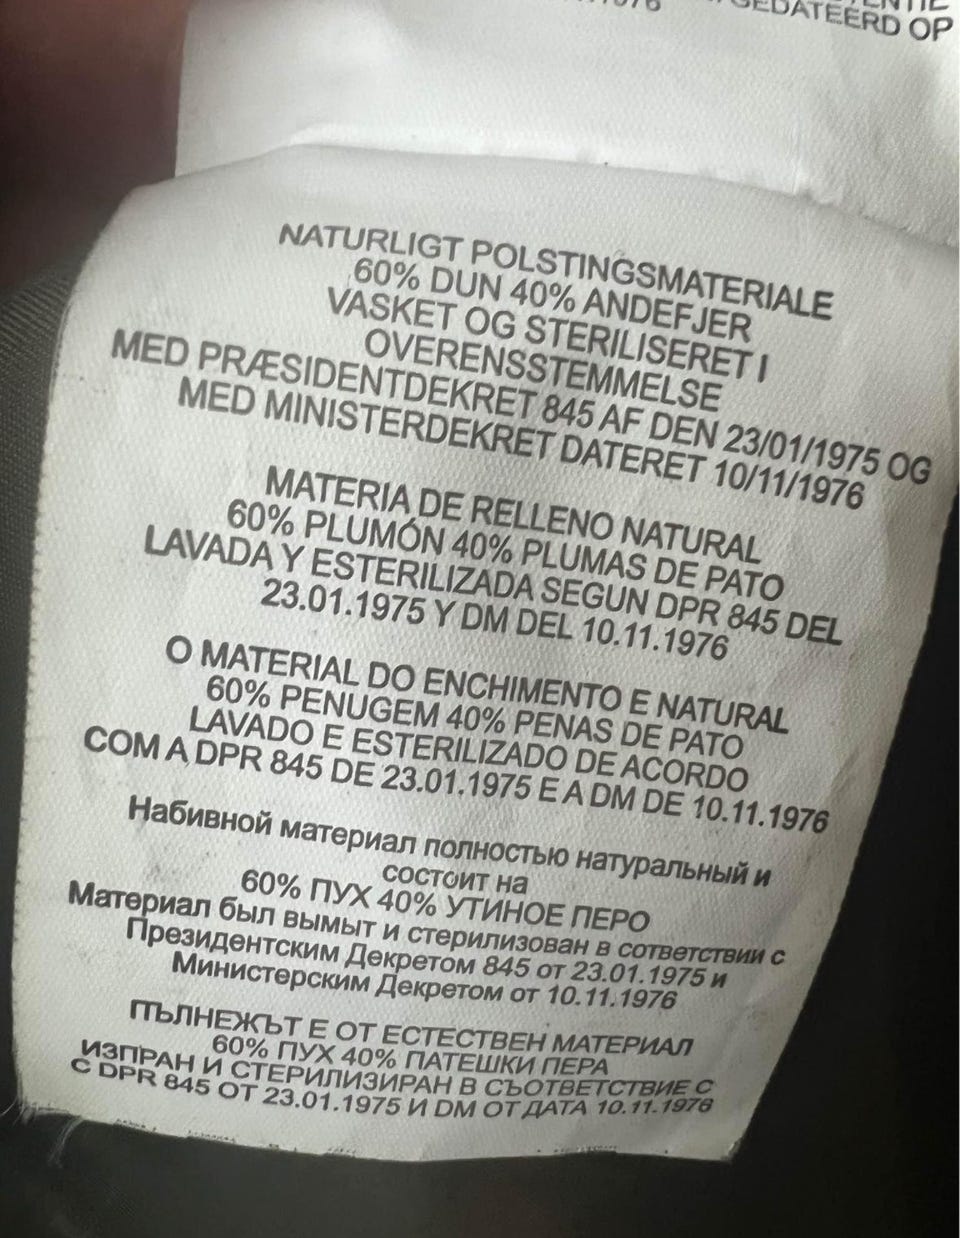 GEDATEERD OP
NATURLIGT POLSTINGSMATERIALE
60% DUN 40% ANDEFJER
VASKET OG STERILISERET I
OVERENSSTEMMELSE
MED PRÆSIDENTDEKRET 845 AF DEN 23/01/1975 OG
MED MINISTERDEKRET DATERET 10/11/1976
MATERIA DE RELLENO NATURAL
60% PLUMÓN 40% PLUMAS DE PATO
LAVADA Y ESTERILIZADA SEGUN DPR 845 DEL
23.01.1975 Y DM DEL 10.11.1976
O MATERIAL DO ENCHIMENTO E NATURAL
60% PENUGEM 40% PENAS DE PATO
LAVADO E ESTERILIZADO DE ACORDO
COM A DPR 845 DE 23.01.1975 E A DM DE 10.11.1976
Набивной материал полностью натуральный и
состоит на
60% ПУХ 40% УТИНОЕ ПЕРО
Материал был вымыт и стерилизован в сответствии с
Президентским Декретом 845 от 23.01.1975 и
Министерским Декретом от 10.11.1976
ПЪЛНЕЖЪТ Е ОТ ЕСТЕСТВЕН МАТЕРИАЛ
60% ПУХ 40% ПАТЕШКИ ПЕРА
ИЗПРАН И СТЕРИЛИЗИРАН В СЪОТВЕТСТВИЕ С
С DPR 845 ОТ 23.01.1975 И DM ОТ ДАТА 10.11.1976